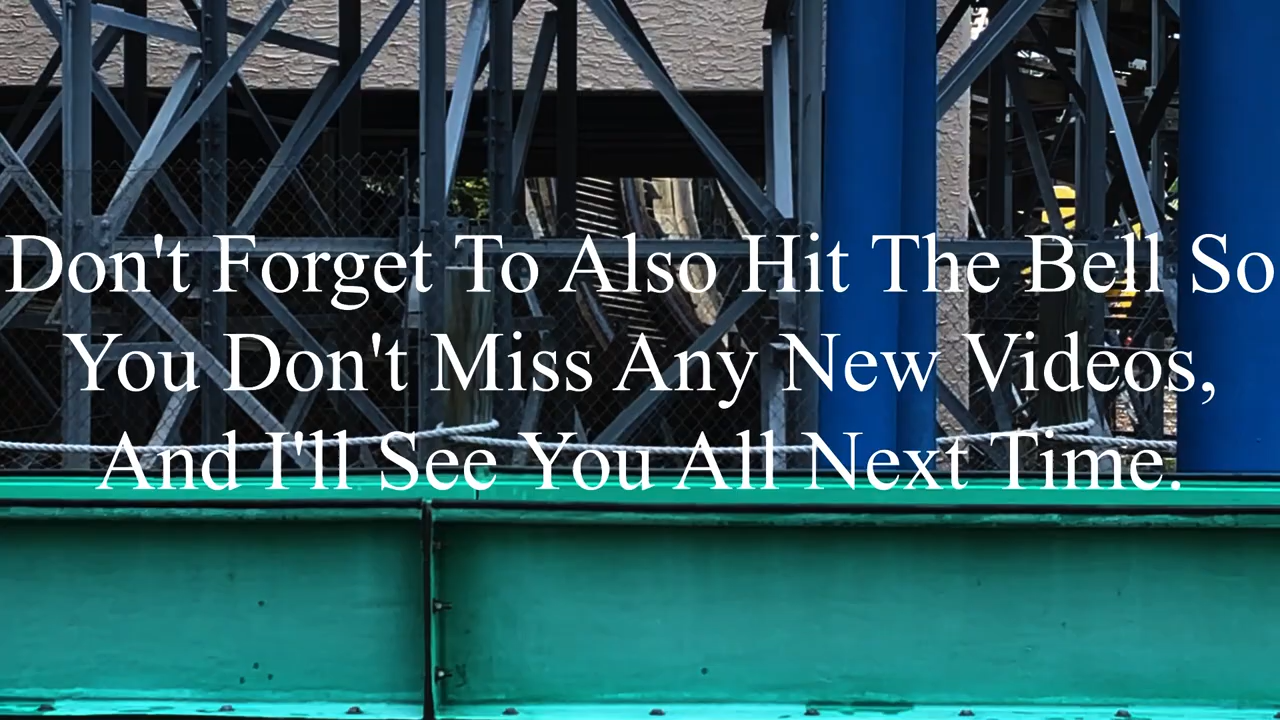 Don't Forget To Also Hit The Bell So
You Don't Miss Any New Videos,
And I'll See You All Next Time.